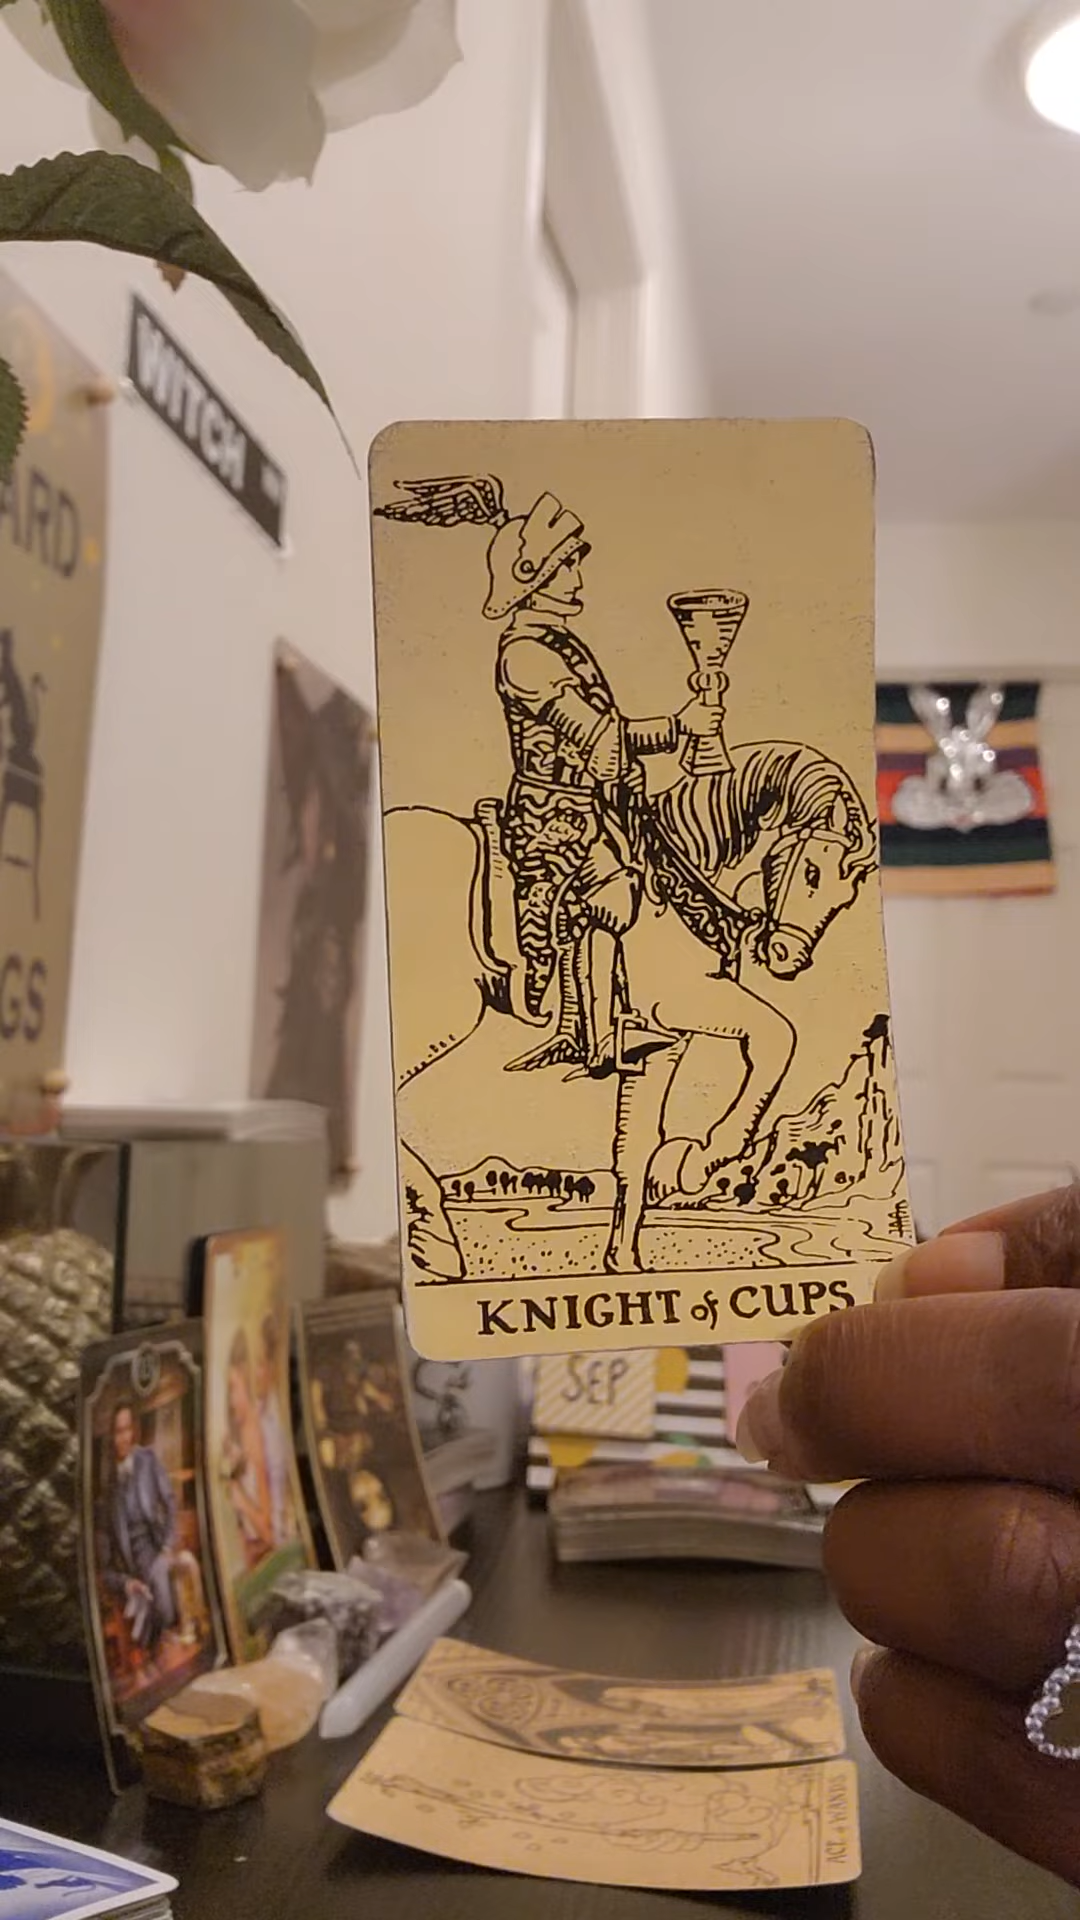 WITCH
ARD
GS
KNIGHT of CUPS
SEP
ACE of WANDS